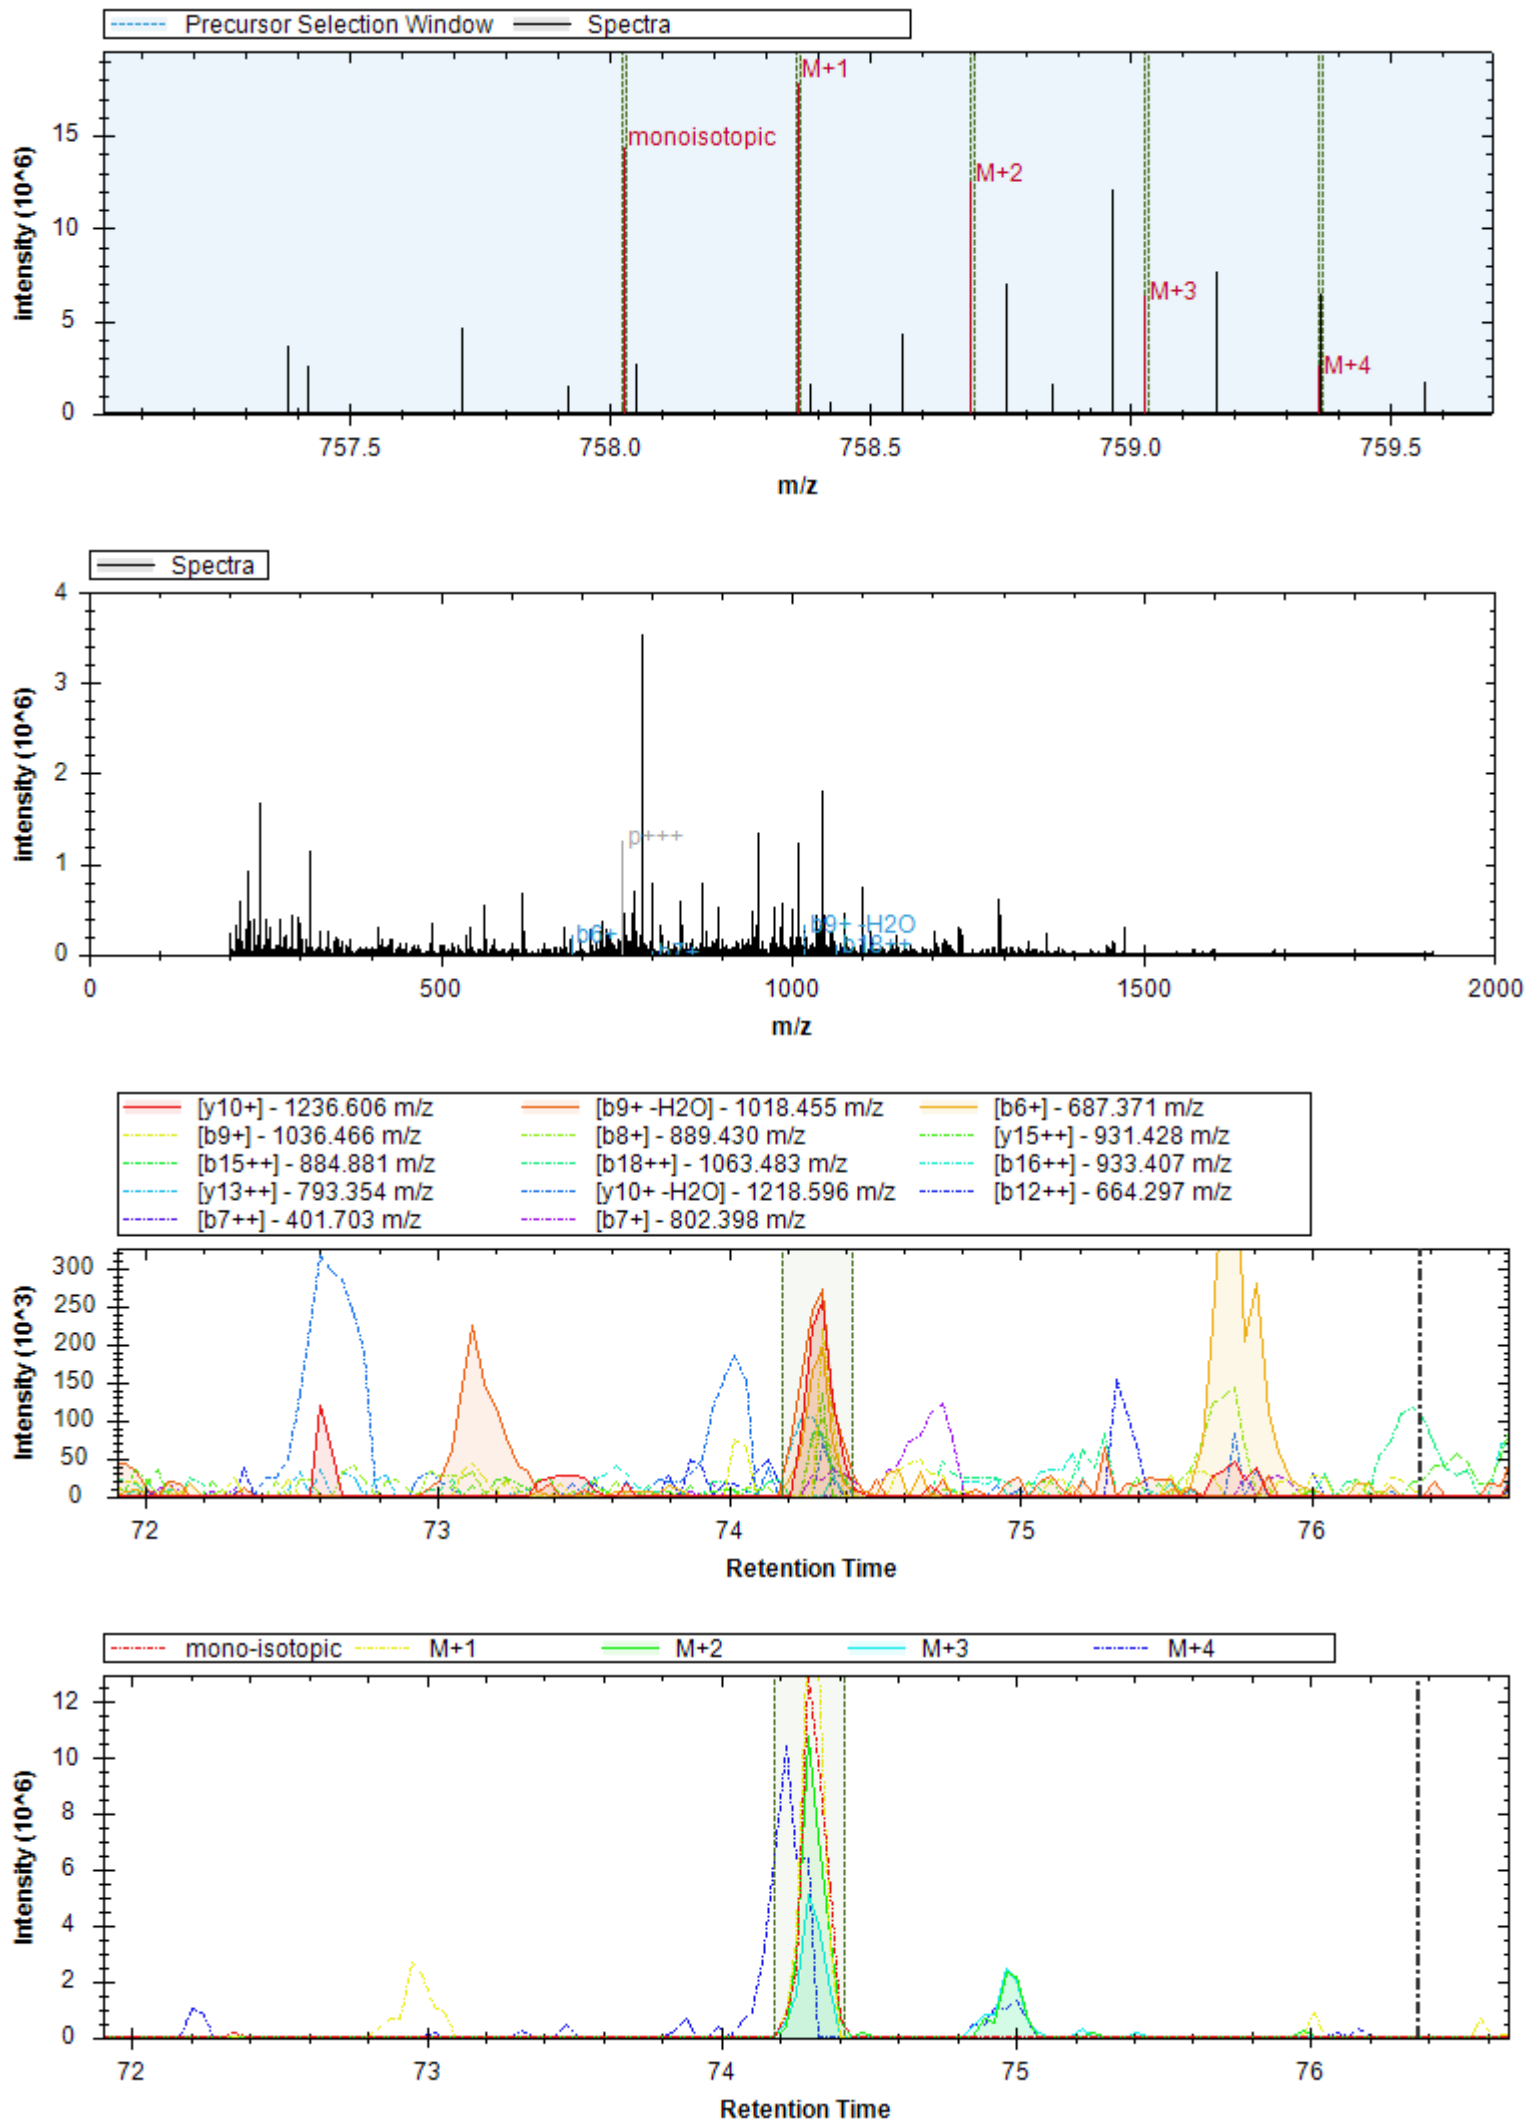 Precursor Selection Window Spectra
M+1
monoisotopic
M+2
M+3
M+4
intensity (10^6)
15
10
5
0
757.5 758.0 758.5 759.0 759.5
m/z
Spectra
4
3
2
1
0
intensity (10^6)
p+++
b6+
b9+ -H2O
b18++
0 500 1000 1500 2000
m/z
[y10+] - 1236.606 m/z [b9+ -H2O] - 1018.455 m/z [b6+] - 687.371 m/z
[b9+] - 1036.466 m/z [b8+] - 889.430 m/z [y15++] - 931.428 m/z
[b15++] - 884.881 m/z [b18++] - 1063.483 m/z [b16++] - 933.407 m/z
[y13++] - 793.354 m/z [y10+ -H2O] - 1218.596 m/z [b12++] - 664.297 m/z
[b7++] - 401.703 m/z [b7+] - 802.398 m/z
Intensity (10^3)
300
250
200
150
100
50
0
72 73 74 75 76
Retention Time
mono-isotopic M+1 M+2 M+3 M+4
Intensity (10^6)
12
10
8
6
4
2
0
72 73 74 75 76
Retention Time